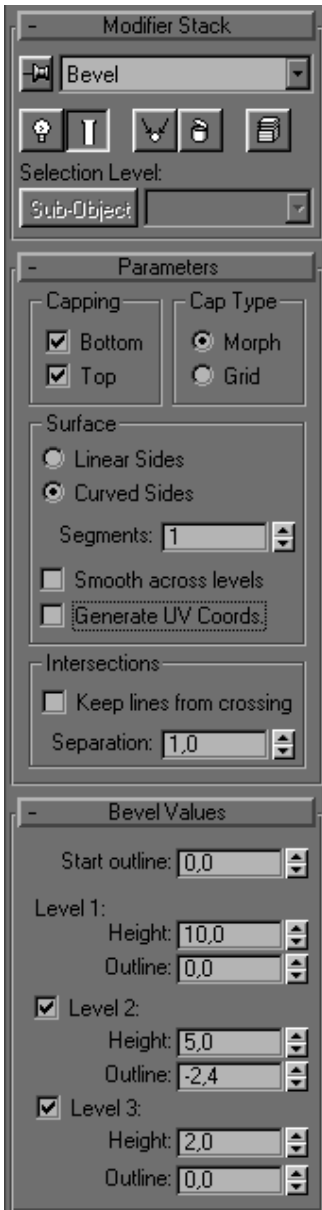 - Modifier Stack
Bevel
Selection Level:
Sub-Object
- Parameters
Capping
Cap Type
Bottom
Morph
Top
Grid
Surface
Linear Sides
Curved Sides
Segments: 1
Smooth across levels
Generate UV Coords.
Intersections
Keep lines from crossing
Separation: 1,0
- Bevel Values
Start outline: 0,0
Level 1:
Height: 10,0
Outline: 0,0
Level 2:
Height: 5,0
Outline: -2,4
Level 3:
Height: 2,0
Outline: 0,0